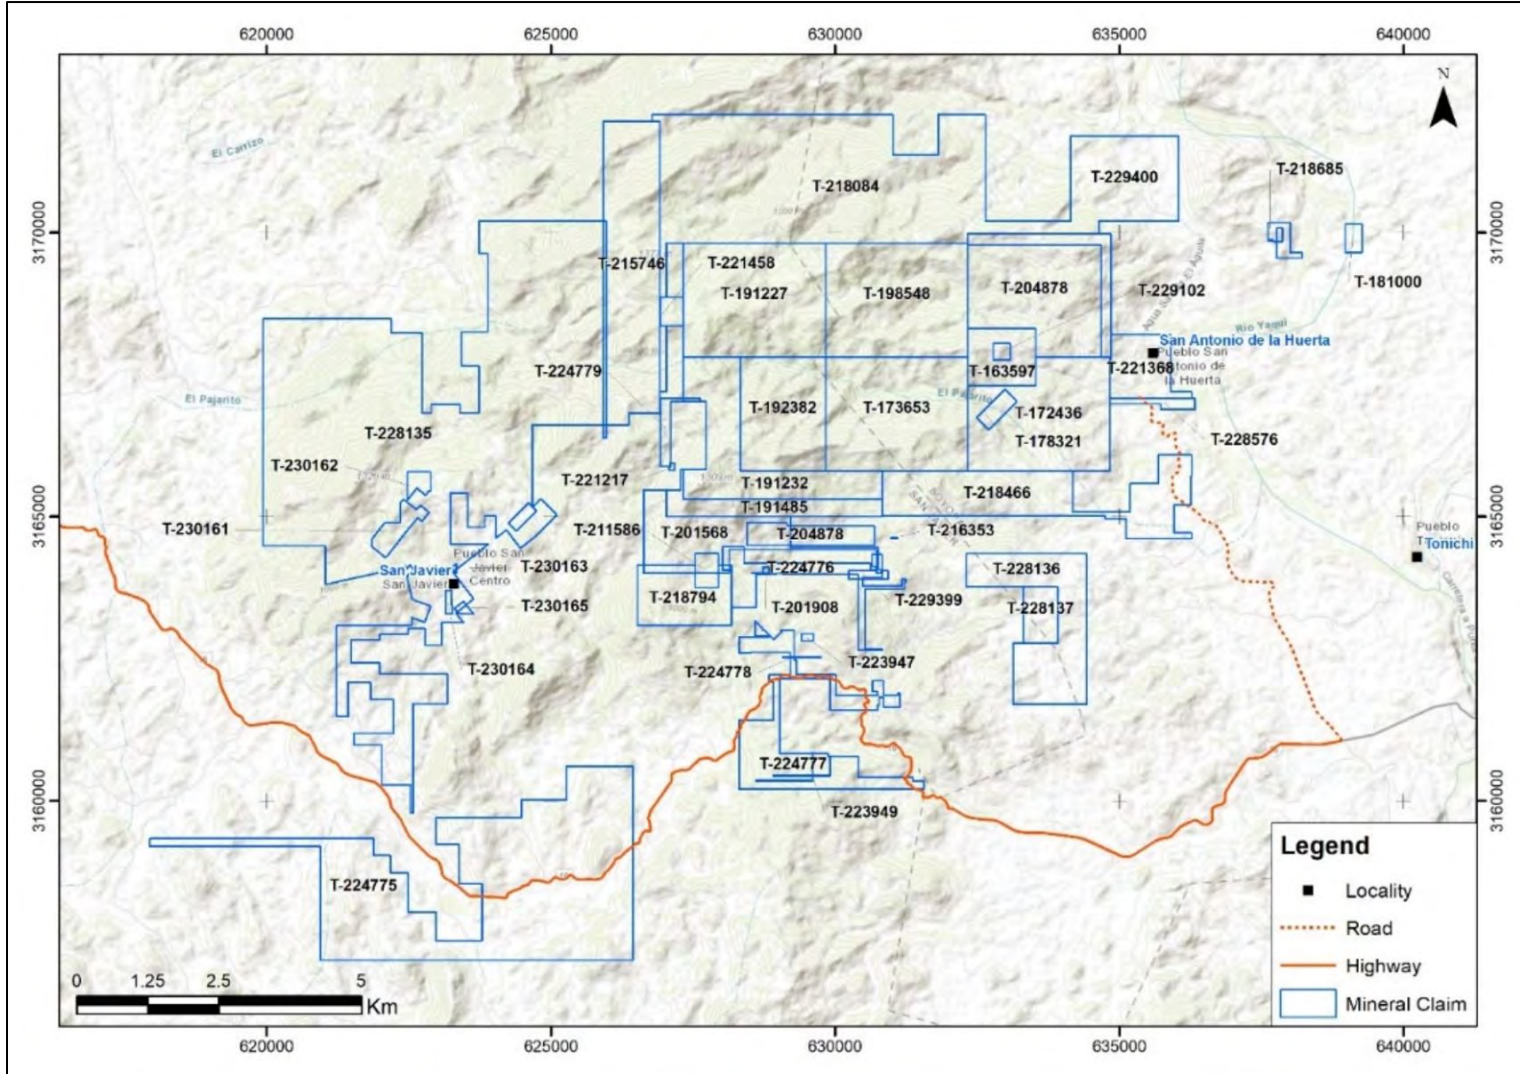 620000
625000
630000
635000
640000
N
El Carrizo
T-218084
T-229400
T-218685
3170000
3170000
T-215746
T-221458
T-191227
T-198548
T-204878
T-229102
T-181000
Rio Yaqui
San Antonio de la Huerta
Pueblo San
Antonio de
la Huerta
T-224779
T-163597
T-221368
El Pajarito
El Pajarito
T-192382
T-173653
T-172436
T-178321
T-228135
T-228576
T-230162
T-221217
T-191232
T-218466
T-191485
3165000
3165000
T-230161
T-211586
T-201568
T-204878
T-216353
Pueblo
Tonichi
San Javier
San Javier
Pueblo San
Javier
Centro
T-230163
T-224776
T-228136
T-218794
T-230165
T-201908
T-229399
T-228137
T-230164
T-224778
T-223947
T-224777
3160000
3160000
T-223949
T-224775
Legend
Locality
Road
Highway
Mineral Claim
0
1.25
2.5
5
Km
620000
625000
630000
635000
640000